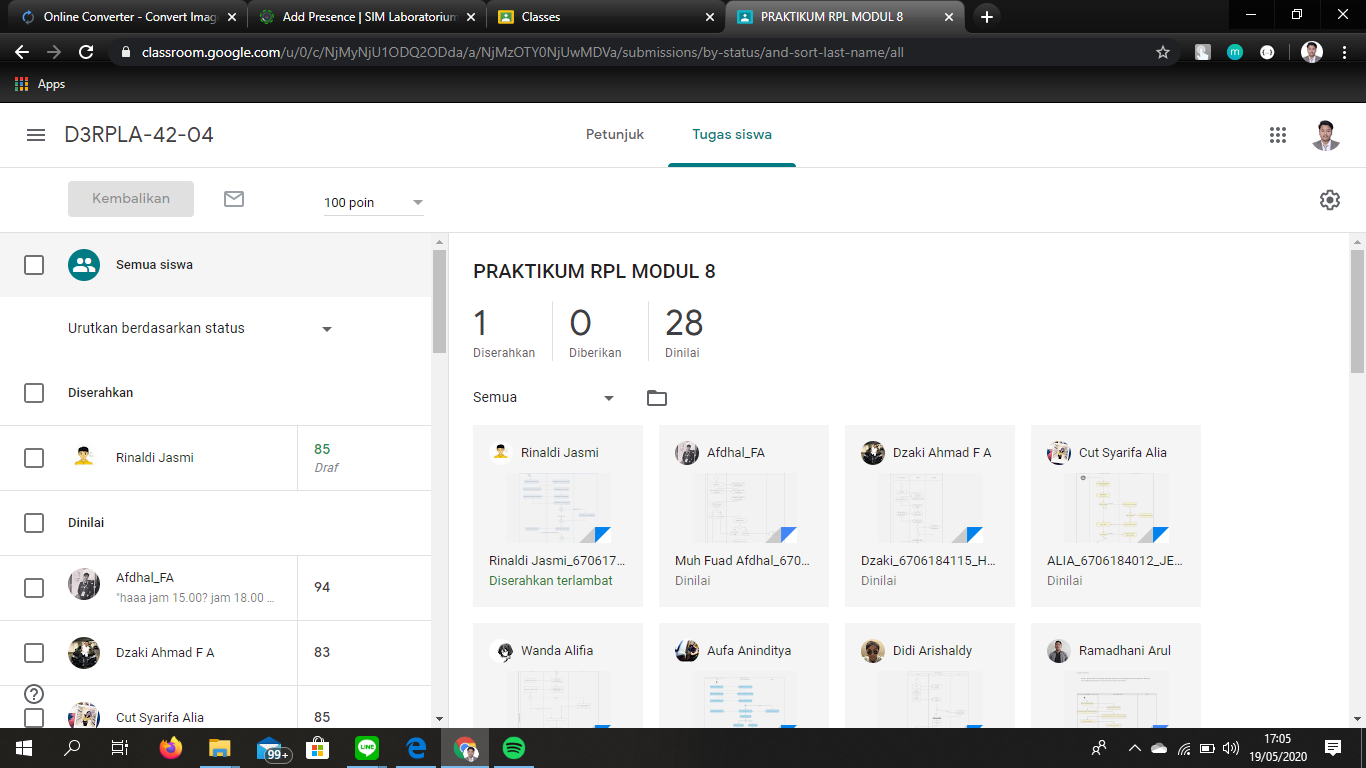 Online Converter - Convert Imag
Add Presence | SIM Laboratorium
Classes
PRAKTIKUM RPL MODUL 8
classroom.google.com/u/0/c/NjMyNjU1ODQ2ODda/a/NjMzOTY0NjUwMDVa/submissions/by-status/and-sort-last-name/all
Apps
D3RPLA-42-04
Petunjuk
Tugas siswa
Kembalikan
100 poin
Semua siswa
Urutkan berdasarkan status
Diserahkan
Rinaldi Jasmi
85
Draf
Dinilai
Afdhal_FA
"haaa jam 15.00? jam 18.00 ...
94
Dzaki Ahmad F A
83
Cut Syarifa Alia
85
PRAKTIKUM RPL MODUL 8
1
Diserahkan
0
Diberikan
28
Dinilai
Semua
Rinaldi Jasmi
Rinaldi Jasmi_670617...
Diserahkan terlambat
Afdhal_FA
Muh Fuad Afdhal_670...
Dinilai
Dzaki Ahmad F A
Dzaki_6706184115_H...
Dinilai
Cut Syarifa Alia
ALIA_6706184012_JE...
Dinilai
Wanda Alifia
Aufa Aninditya
Didi Arishaldy
Ramadhani Arul
99+
LINE
17:05
19/05/2020